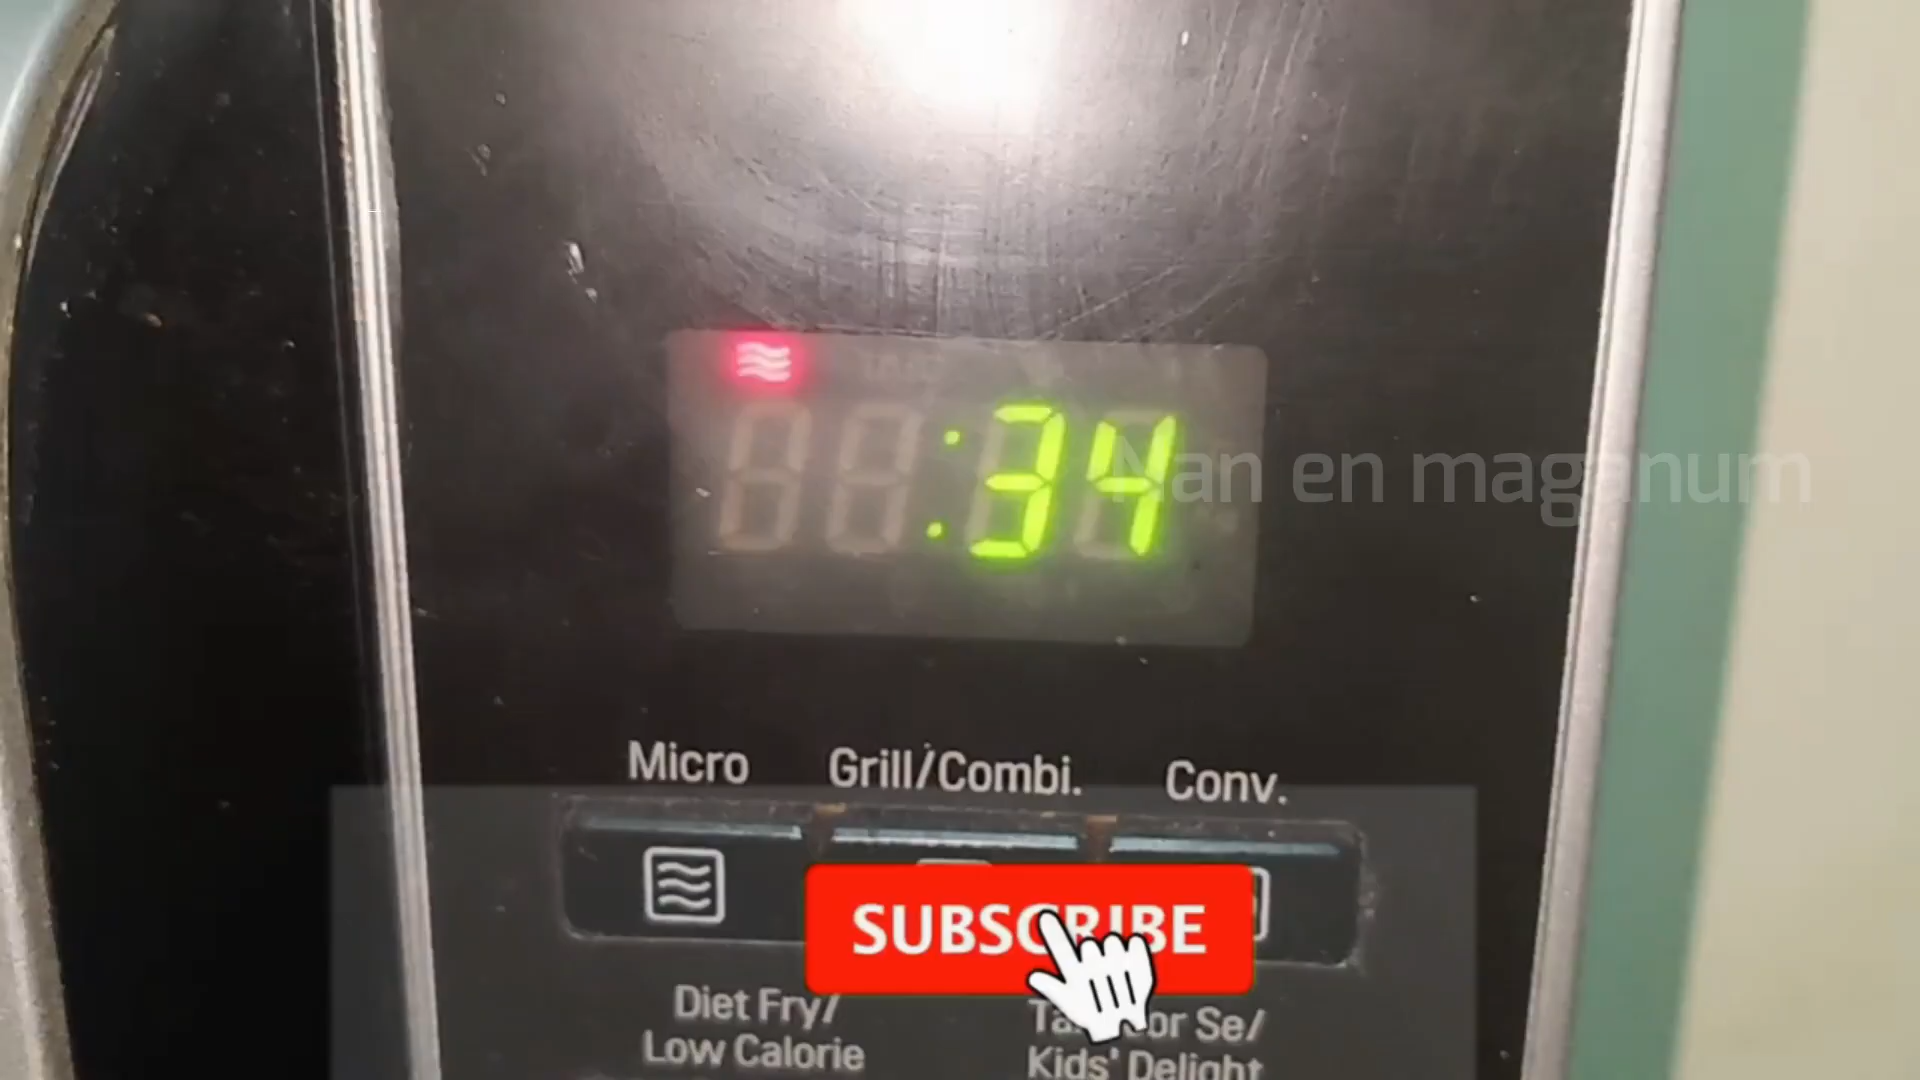 :34
Nan en maganum
Micro Grill/Combi. Conv.
SUBSCRIBE
Diet Fry/
Low Calorie
Se/
Kids' Delight